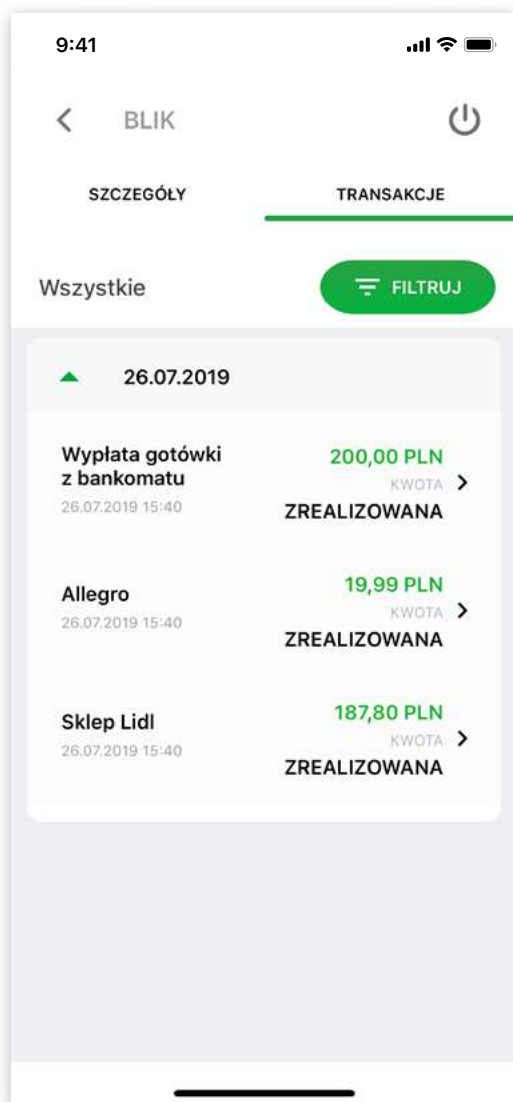 9:41
BLIK
SZCZEGÓŁY TRANSAKCJE
Wszystkie FILTRUJ
26.07.2019
Wypłata gotówki
z bankomatu
26.07.2019 15:40
200,00 PLN
KWOTA
ZREALIZOWANA
Allegro
26.07.2019 15:40
19,99 PLN
KWOTA
ZREALIZOWANA
Sklep Lidl
26.07.2019 15:40
187,80 PLN
KWOTA
ZREALIZOWANA